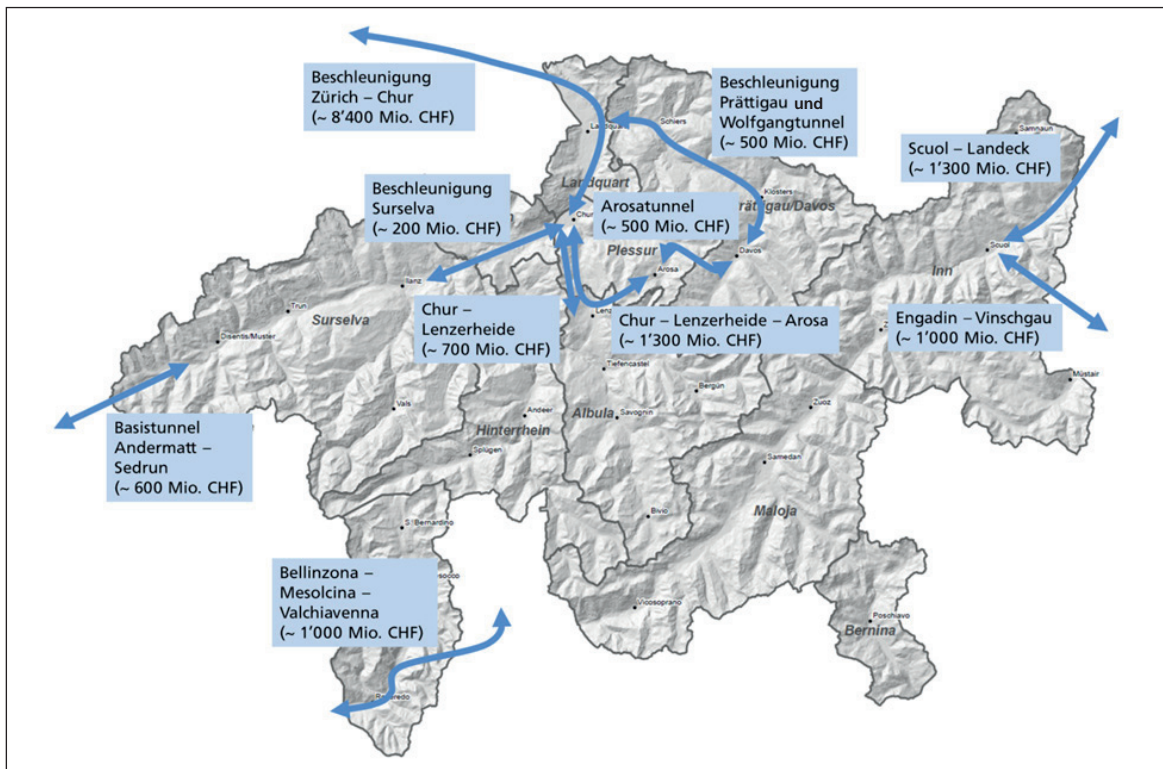 Beschleunigung
Zürich – Chur
(~ 8'400 Mio. CHF)
Beschleunigung
Prättigau und
Wolfgangtunnel
(~ 500 Mio. CHF)
Scuol – Landeck
(~ 1'300 Mio. CHF)
Beschleunigung
Surselva
(~ 200 Mio. CHF)
Arosatunnel
(~ 500 Mio. CHF)
Chur –
Lenzerheide
(~ 700 Mio. CHF)
Chur – Lenzerheide – Arosa
(~ 1'300 Mio. CHF)
Engadin – Vinschgau
(~ 1'000 Mio. CHF)
Basistunnel
Andermatt –
Sedrun
(~ 600 Mio. CHF)
Bellinzona –
Mesolcina –
Valchiavenna
(~ 1'000 Mio. CHF)
Schiers
Samnaun
Landquart
Klosters
Chur
Plessur
Davos
Scuol
Inn
Arosa
Ilanz
Trun
Surselva
Disentis/Muster
Tiefencastel
Bergün
Müstair
Vals
Andeer
Albula
Savognin
Zuoz
Hinterrhein
Splügen
Samedan
Maloja
Bivio
S. Bernardino
Vicosoprano
Poschiavo
Bernina